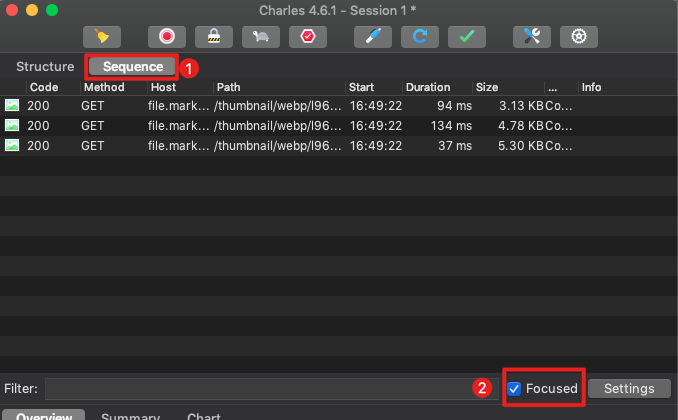 Charles 4.6.1 - Session 1 *
Structure Sequence 1
Code Method Host Path Start Duration Size ... Info
200 GET file.mark... /thumbnail/webp/l96... 16:49:22 94 ms 3.13 KB Co...
200 GET file.mark... /thumbnail/webp/l96... 16:49:22 134 ms 4.78 KB Co...
200 GET file.mark... /thumbnail/webp/l96... 16:49:22 37 ms 5.30 KB Co...
Filter: 2 Focused Settings
Overview Summary Chart